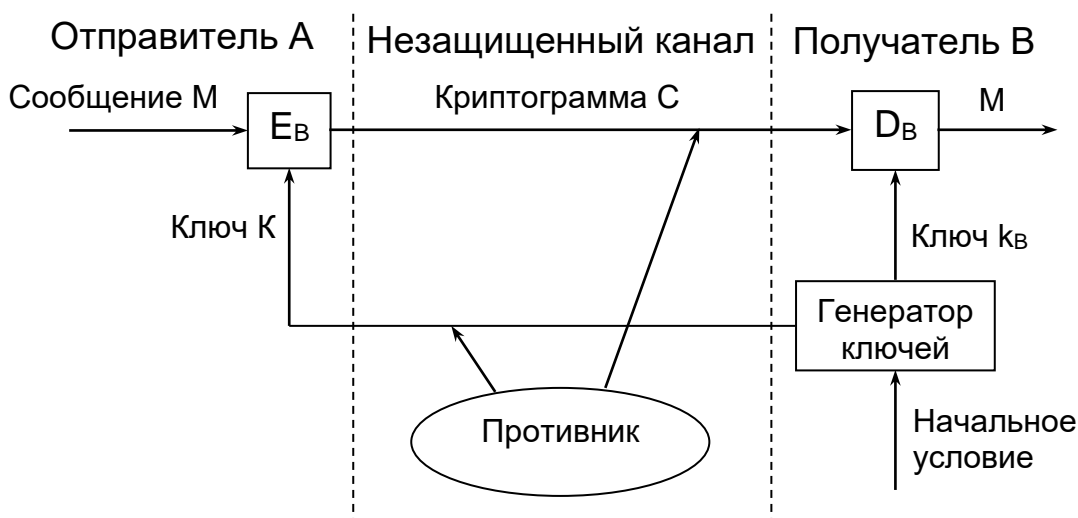 Отправитель А
Незащищенный канал
Получатель В
Сообщение М
Криптограмма С
М
EB
DB
Ключ К
Ключ kB
Генератор
ключей
Противник
Начальное
условие